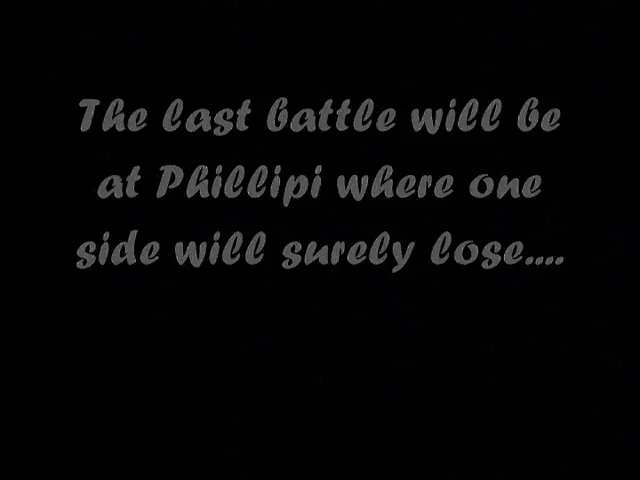 The last battle will be
at Phillipi where one
side will surely lose....